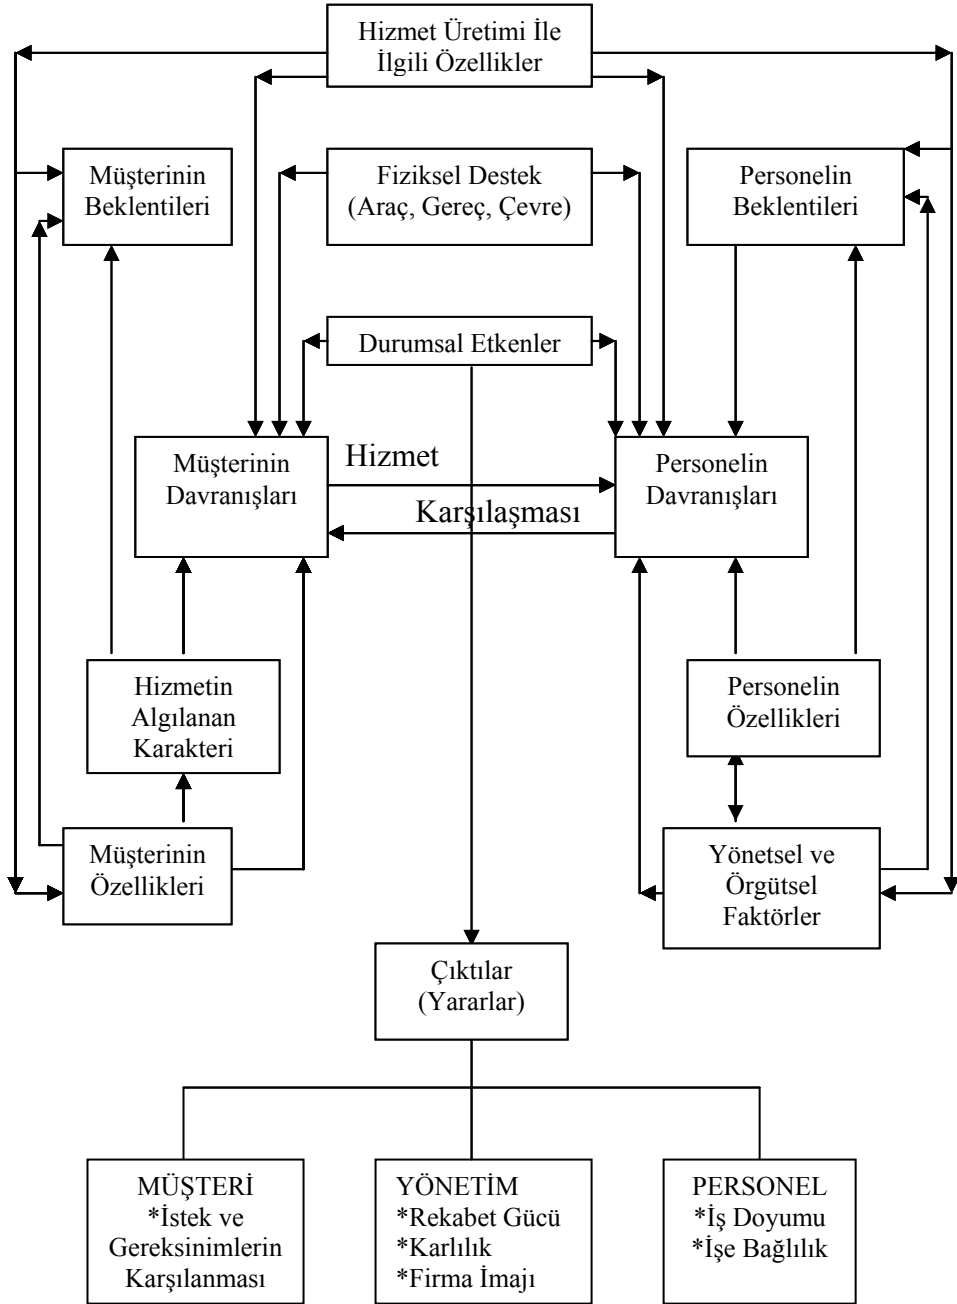 Hizmet Üretimi İle
İlgili Özellikler
Müşterinin
Beklentileri
Fiziksel Destek
(Araç, Gereç, Çevre)
Personelin
Beklentileri
Durumsal Etkenler
Müşterinin
Davranışları
Hizmet
Karşılaşması
Personelin
Davranışları
Hizmetin
Algılanan
Karakteri
Personelin
Özellikleri
Müşterinin
Özellikleri
Yönetsel ve
Örgütsel
Faktörler
Çıktılar
(Yararlar)
MÜŞTERİ
*İstek ve
Gereksinimlerin
Karşılanması
YÖNETİM
*Rekabet Gücü
*Karlılık
*Firma İmajı
PERSONEL
*İş Doyumu
*İşe Bağlılık